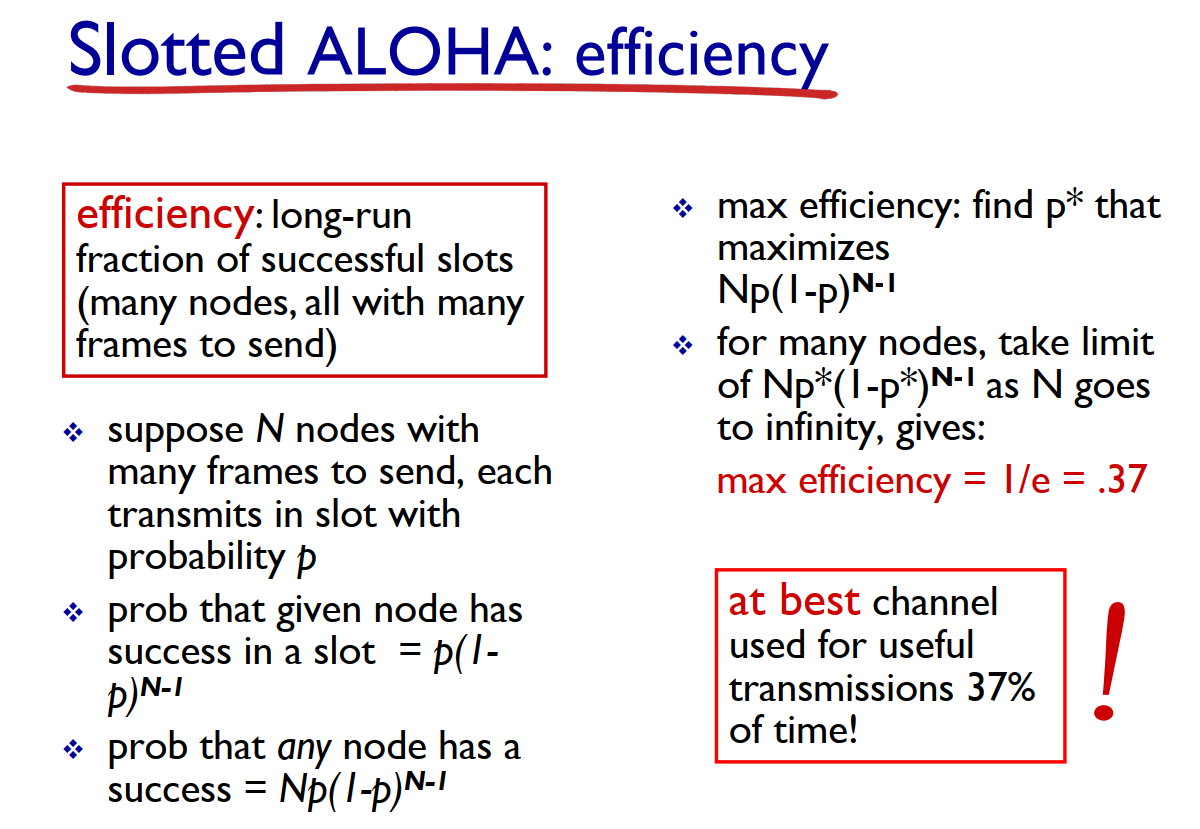 Slotted ALOHA: efficiency
efficiency: long-run
fraction of successful slots
(many nodes, all with many
frames to send)
❖ suppose N nodes with
many frames to send, each
transmits in slot with
probability p
❖ prob that given node has
success in a slot = p(1-
p)^N-1
❖ prob that any node has a
success = Np(1-p)^N-1
❖ max efficiency: find p* that
maximizes
Np(1-p)^N-1
❖ for many nodes, take limit
of Np*(1-p*)^N-1 as N goes
to infinity, gives:
max efficiency = 1/e = .37
at best channel
used for useful
transmissions 37%
of time!
!